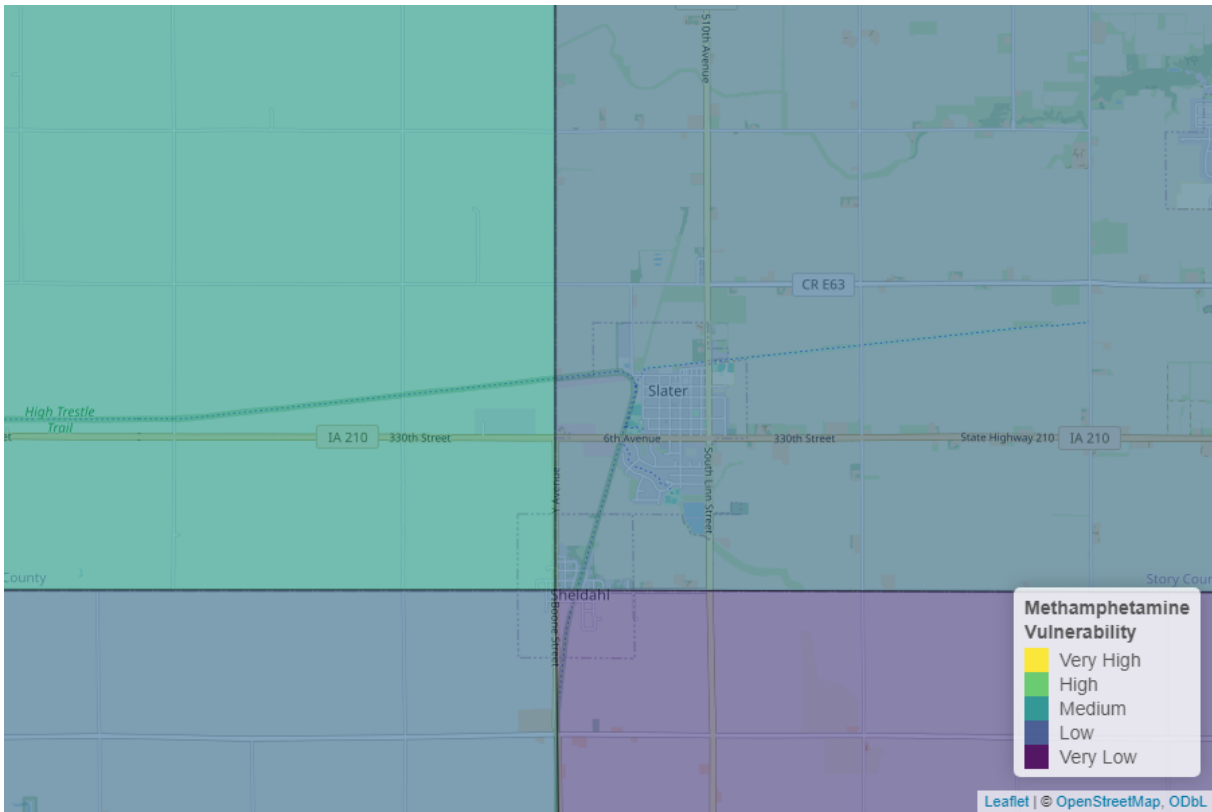 510th Avenue
CR E63
Slater
High Trestle
Trail
IA 210
330th Street
6th Avenue
330th Street
State Highway 210
IA 210
Y Avenue
South Linn Street
County
Story Coun
Sheldahl
Boone Street
Methamphetamine
Vulnerability
Very High
High
Medium
Low
Very Low
Leaflet | © OpenStreetMap, ODbL